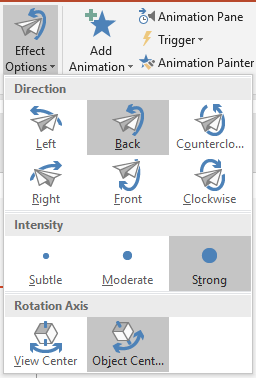 Effect
Options
Add
Animation
Animation Pane
Trigger
Animation Painter
Direction
Left
Back
Counterclo...
Right
Front
Clockwise
Intensity
Subtle
Moderate
Strong
Rotation Axis
View Center
Object Cent...